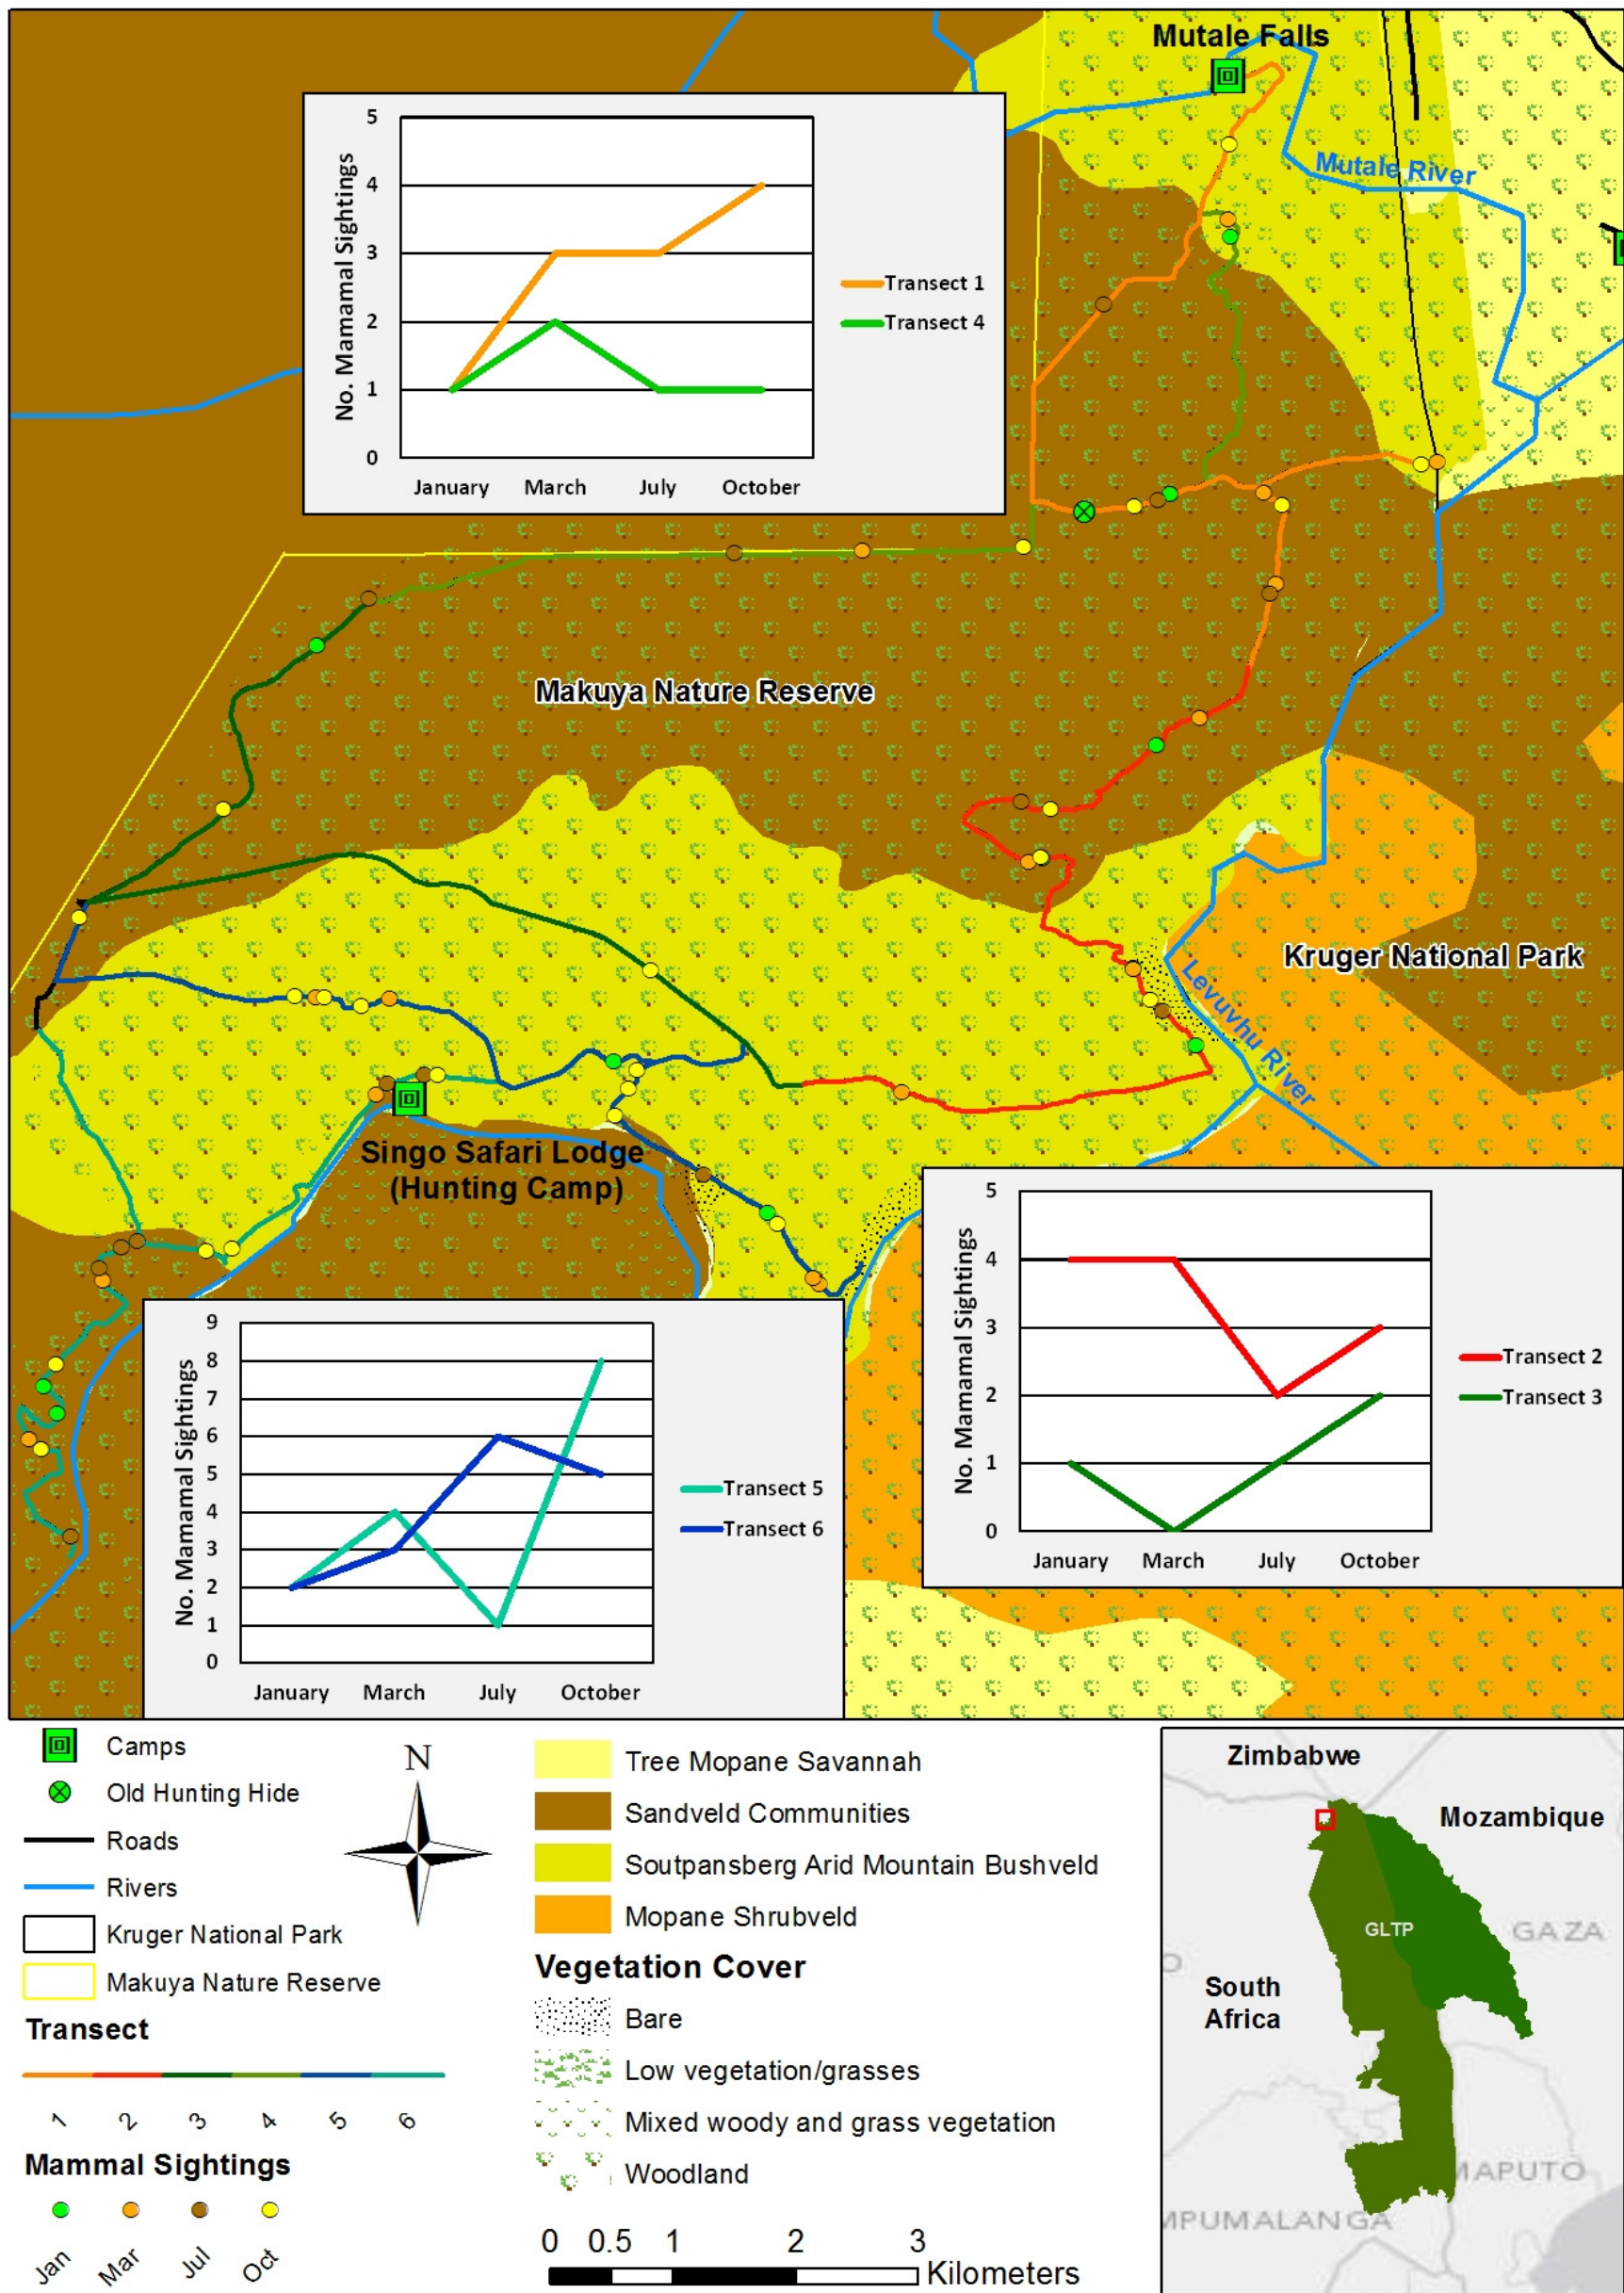 Mutale Falls
Mutale River
5
4
3
2
1
0
No. Mamamal Sightings
January March July October
Transect 1
Transect 4
Makuya Nature Reserve
Kruger National Park
Levuvhu River
Singo Safari Lodge
(Hunting Camp)
5
4
3
2
1
0
No. Mamamal Sightings
January March July October
Transect 2
Transect 3
9
8
7
6
5
4
3
2
1
0
No. Mamamal Sightings
January March July October
Transect 5
Transect 6
Camps
Old Hunting Hide
Roads
Rivers
Kruger National Park
Makuya Nature Reserve
N
Transect
1 2 3 4 5 6
Mammal Sightings
Jan Mar Jul Oct
Tree Mopane Savannah
Sandveld Communities
Soutpansberg Arid Mountain Bushveld
Mopane Shrubveld
Vegetation Cover
Bare
Low vegetation/grasses
Mixed woody and grass vegetation
Woodland
0 0.5 1 2 3
Kilometers
Zimbabwe
Mozambique
GLTP
GAZA
South
Africa
MAPUTO
MPUMALANGA